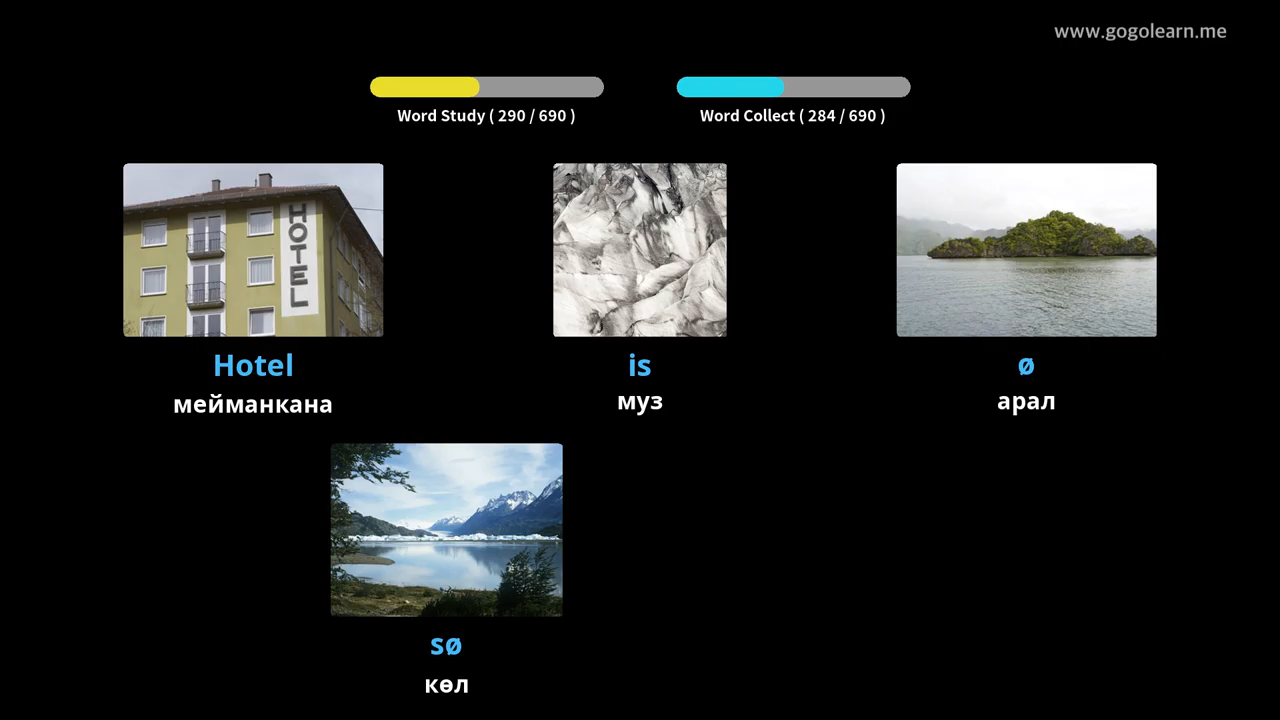 www.gogolearn.me
Word Study ( 290 / 690 )
Word Collect ( 284 / 690 )
HOTEL
Hotel
is
ø
мейманкана
муз
арал
sø
көл